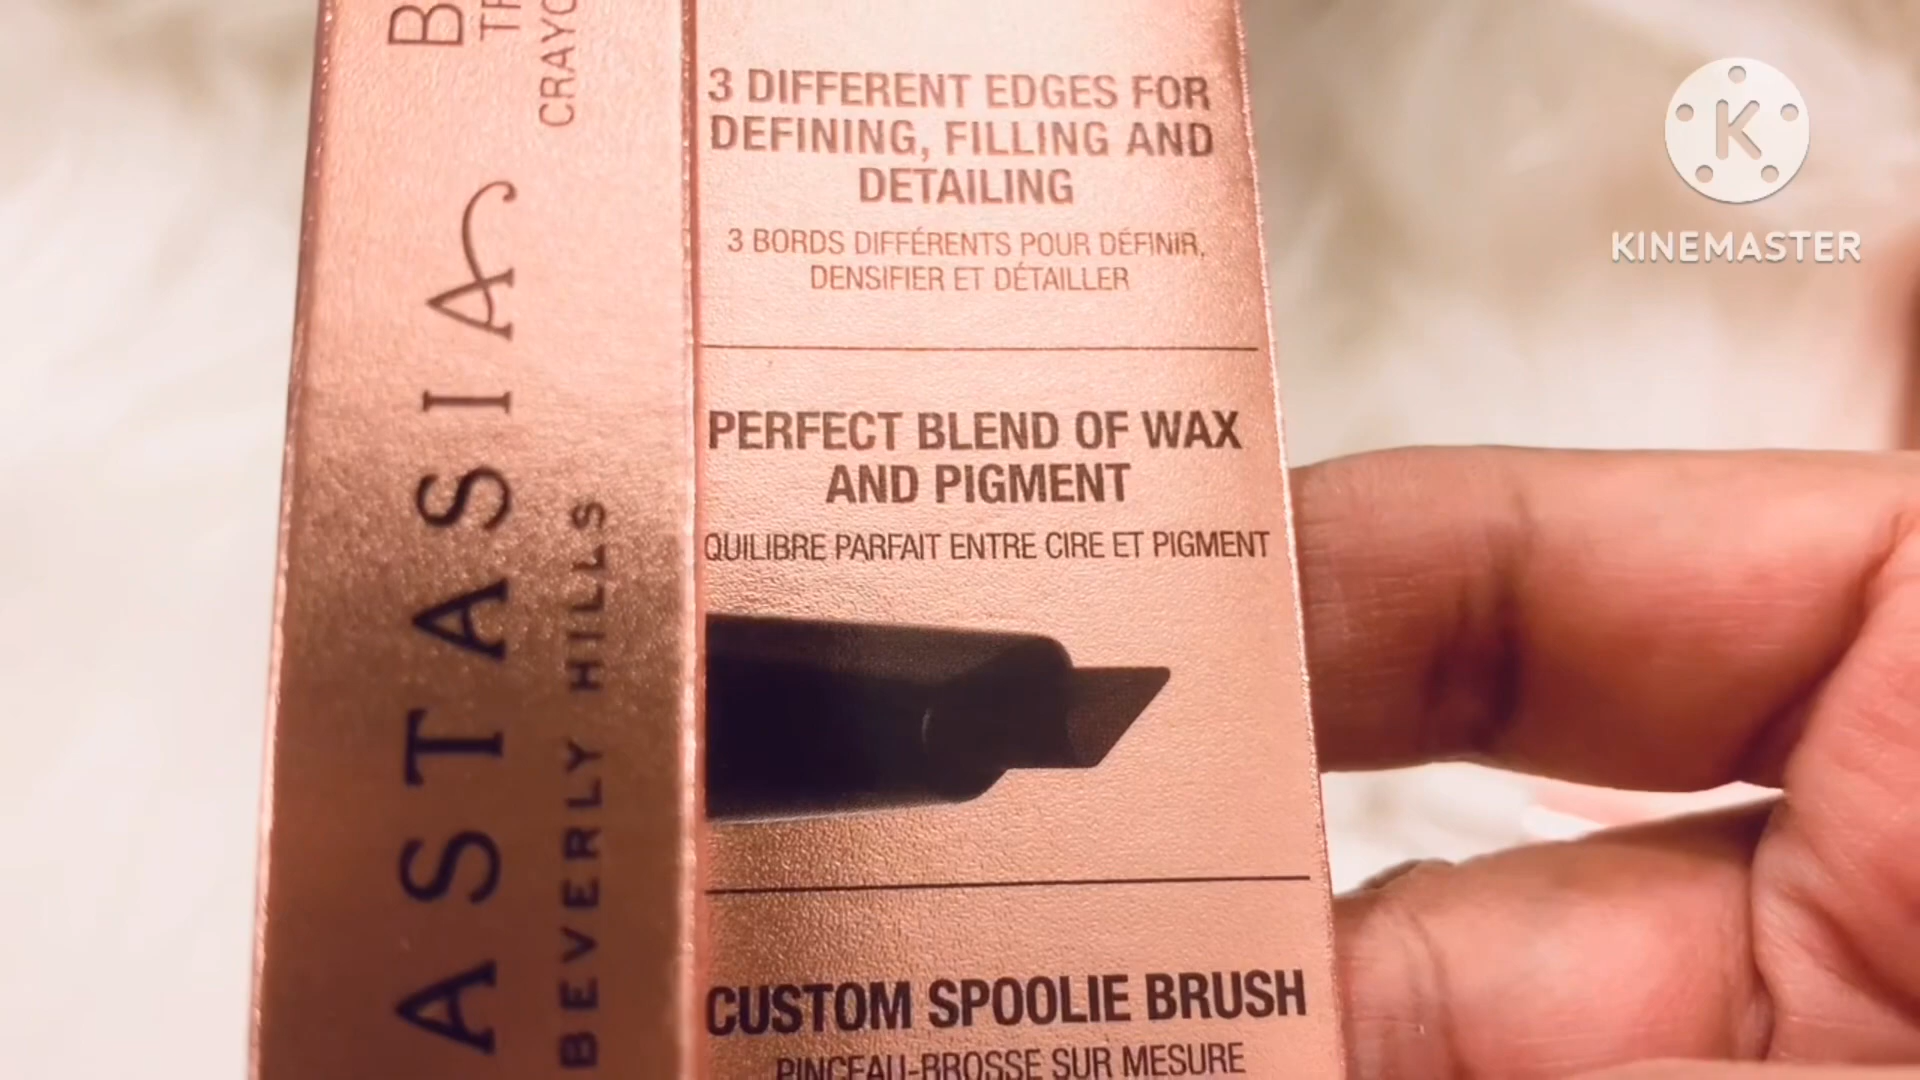 3 DIFFERENT EDGES FOR
DEFINING, FILLING AND
DETAILING
3 BORDS DIFFÉRENTS POUR DÉFINIR,
DENSIFIER ET DÉTAILLER
PERFECT BLEND OF WAX
AND PIGMENT
QUILIBRE PARFAIT ENTRE CIRE ET PIGMENT
CUSTOM SPOOLIE BRUSH
PINCEAU-BROSSE SUR MESURE
ASTASIA
BEVERLY HILLS
KINEMASTER